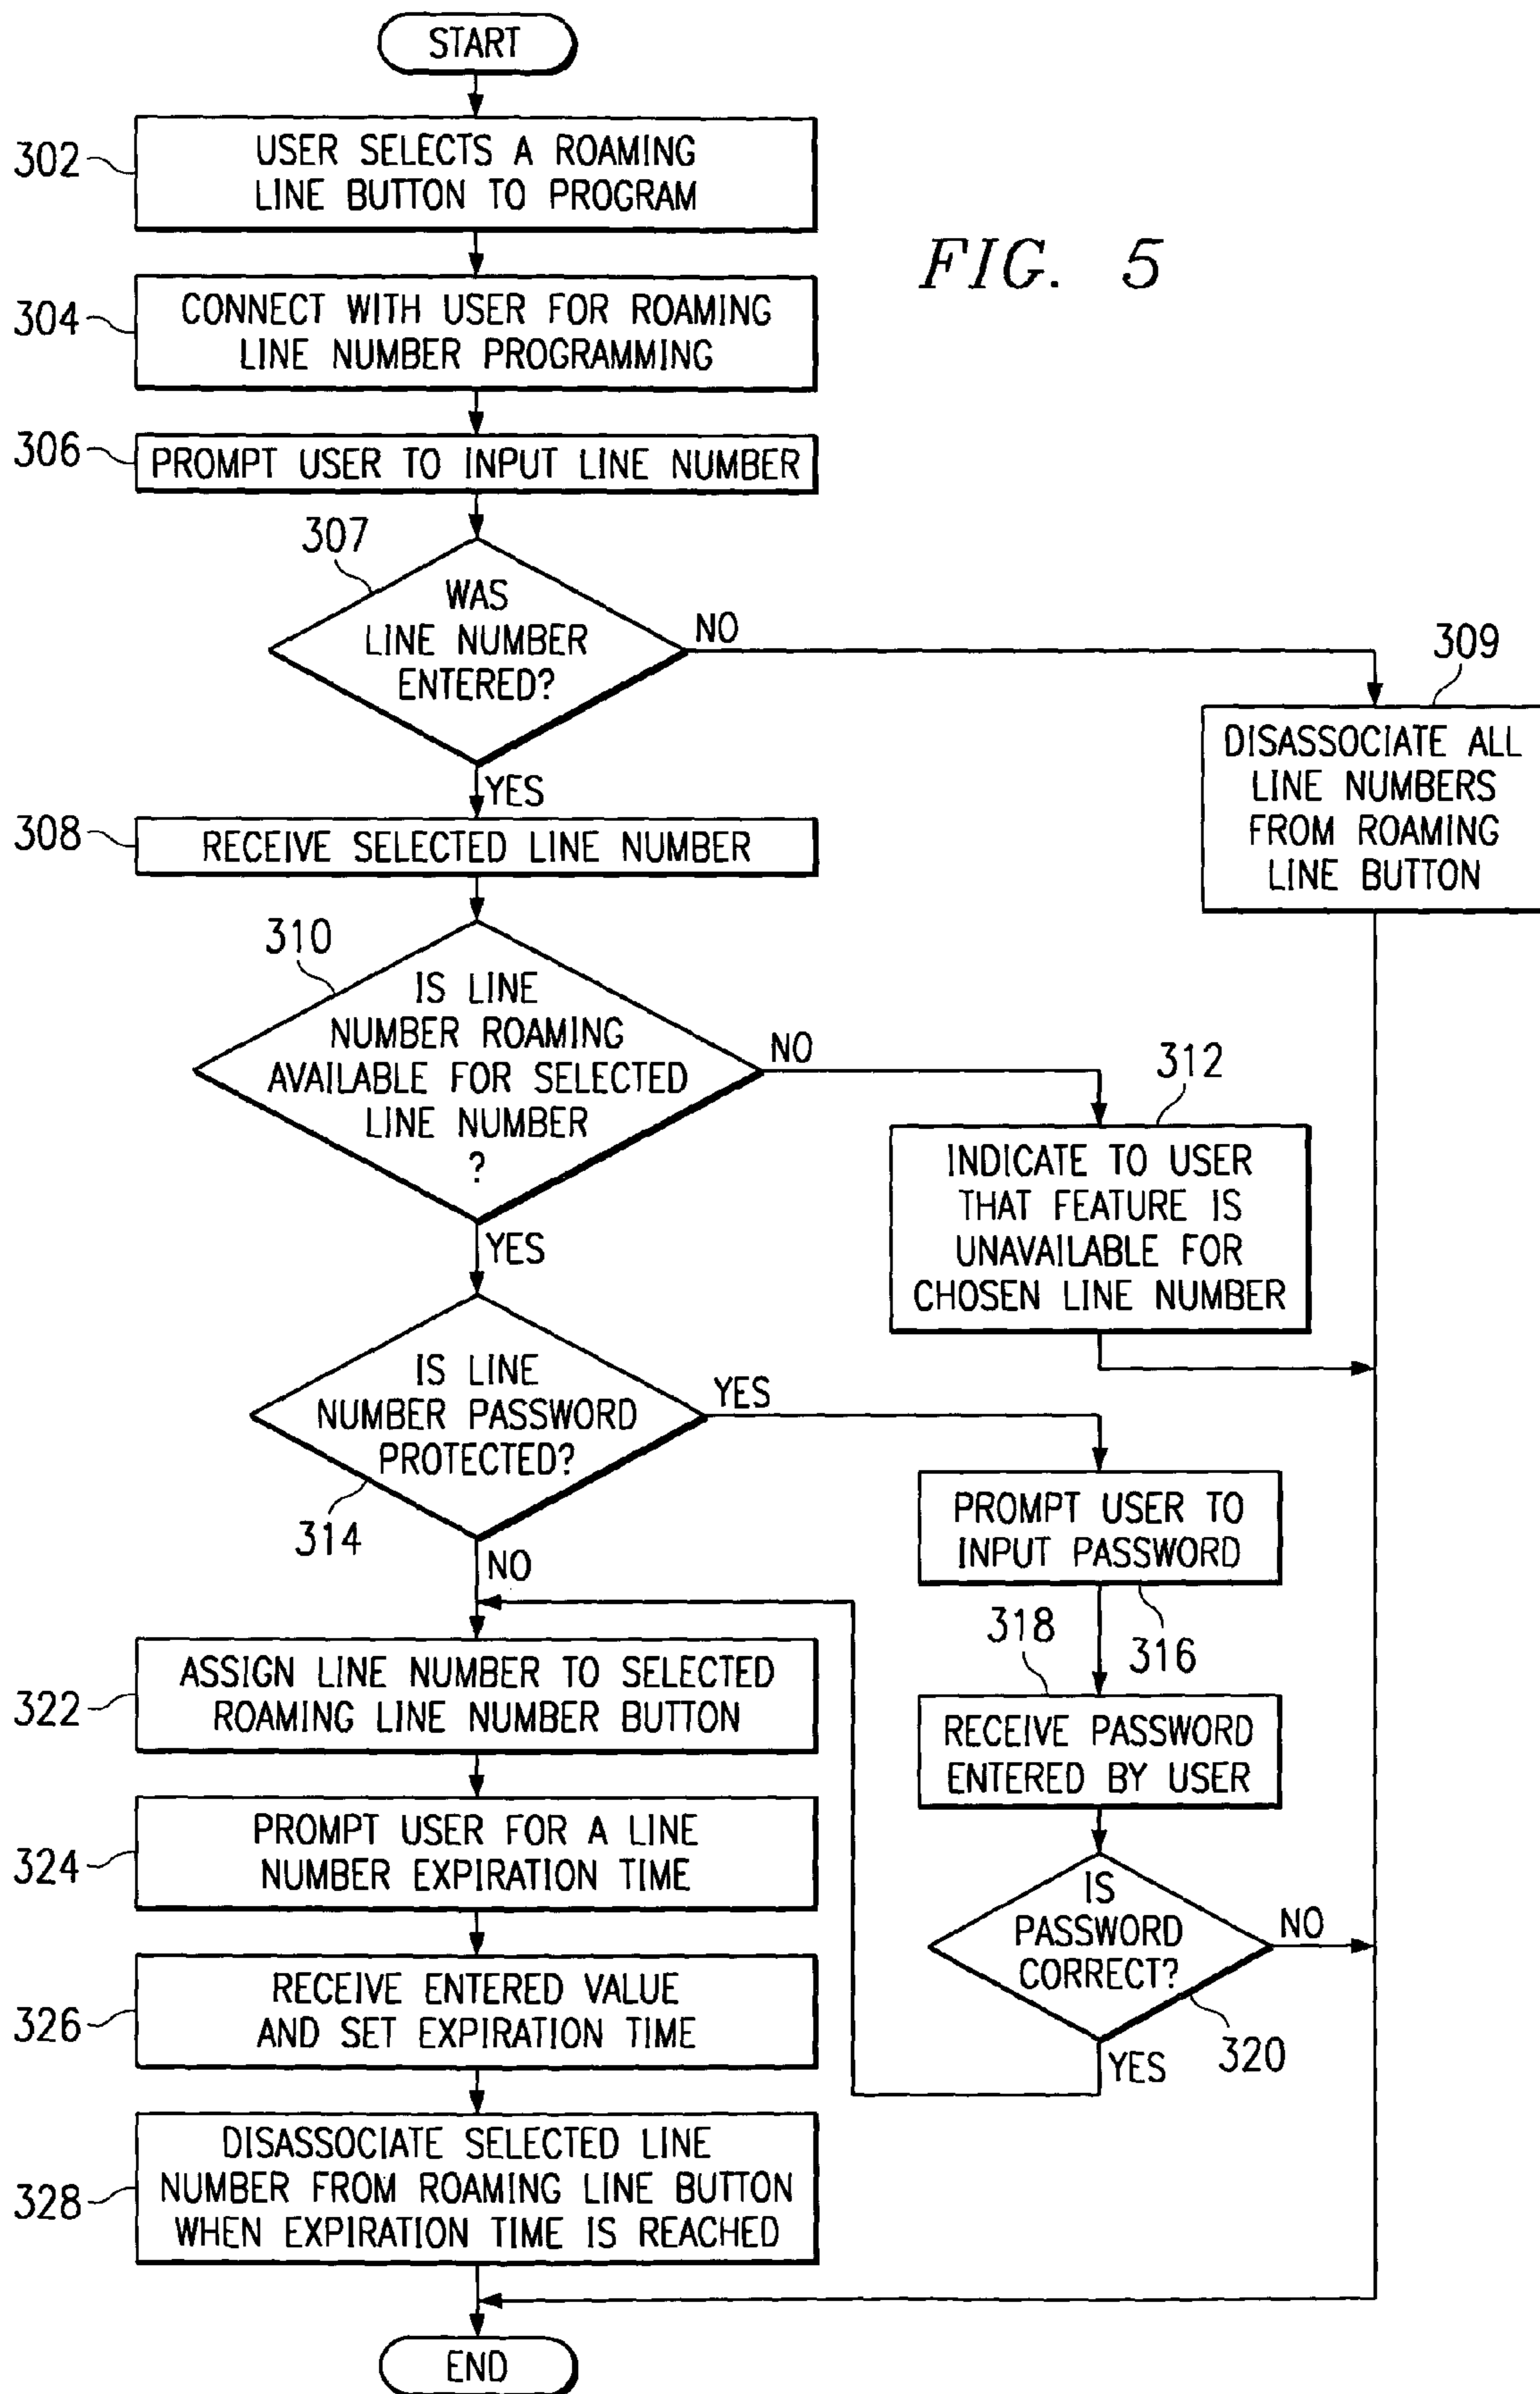 START
302
USER SELECTS A ROAMING
LINE BUTTON TO PROGRAM
FIG. 5
304
CONNECT WITH USER FOR ROAMING
LINE NUMBER PROGRAMMING
306
PROMPT USER TO INPUT LINE NUMBER
307
WAS
LINE NUMBER
ENTERED?
NO
YES
309
DISASSOCIATE ALL
LINE NUMBERS
FROM ROAMING
LINE BUTTON
308
RECEIVE SELECTED LINE NUMBER
310
IS LINE
NUMBER ROAMING
AVAILABLE FOR SELECTED
LINE NUMBER
?
NO
YES
312
INDICATE TO USER
THAT FEATURE IS
UNAVAILABLE FOR
CHOSEN LINE NUMBER
IS LINE
NUMBER PASSWORD
PROTECTED?
314
YES
NO
PROMPT USER TO
INPUT PASSWORD
316
318
RECEIVE PASSWORD
ENTERED BY USER
IS
PASSWORD
CORRECT?
NO
320
YES
322
ASSIGN LINE NUMBER TO SELECTED
ROAMING LINE NUMBER BUTTON
324
PROMPT USER FOR A LINE
NUMBER EXPIRATION TIME
326
RECEIVE ENTERED VALUE
AND SET EXPIRATION TIME
328
DISASSOCIATE SELECTED LINE
NUMBER FROM ROAMING LINE BUTTON
WHEN EXPIRATION TIME IS REACHED
END